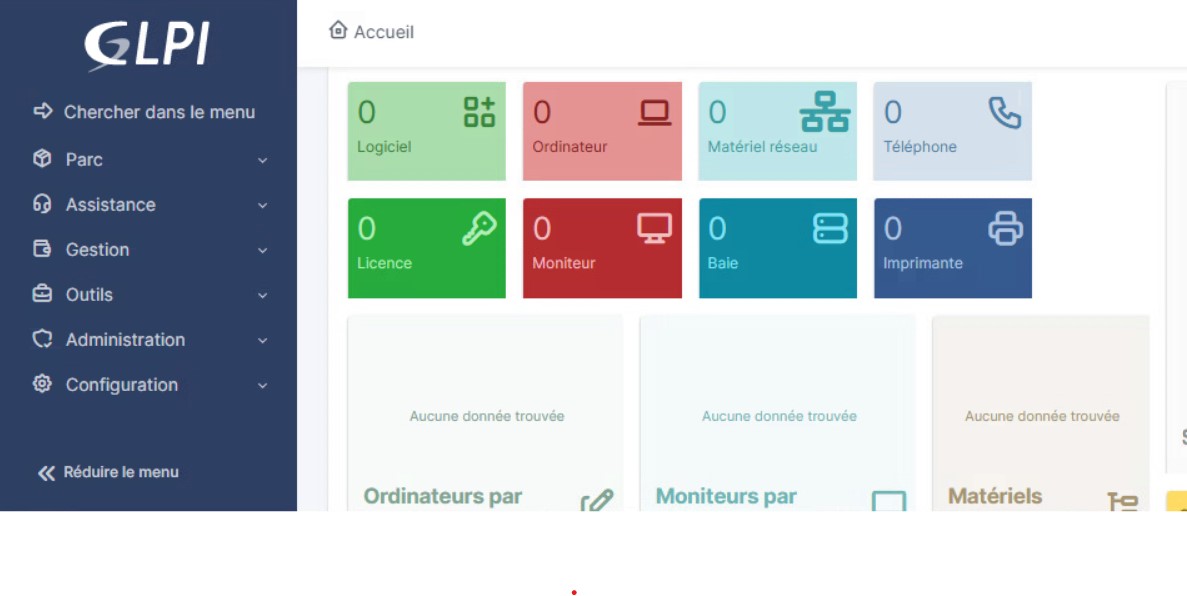 GLPI
Accueil
Chercher dans le menu
Parc
Assistance
Gestion
Outils
Administration
Configuration
Réduire le menu
0
Logiciel
0
Ordinateur
0
Matériel réseau
0
Téléphone
0
Licence
0
Moniteur
0
Baie
0
Imprimante
Aucune donnée trouvée
Aucune donnée trouvée
Aucune donnée trouvée
Ordinateurs par
Moniteurs par
Matériels